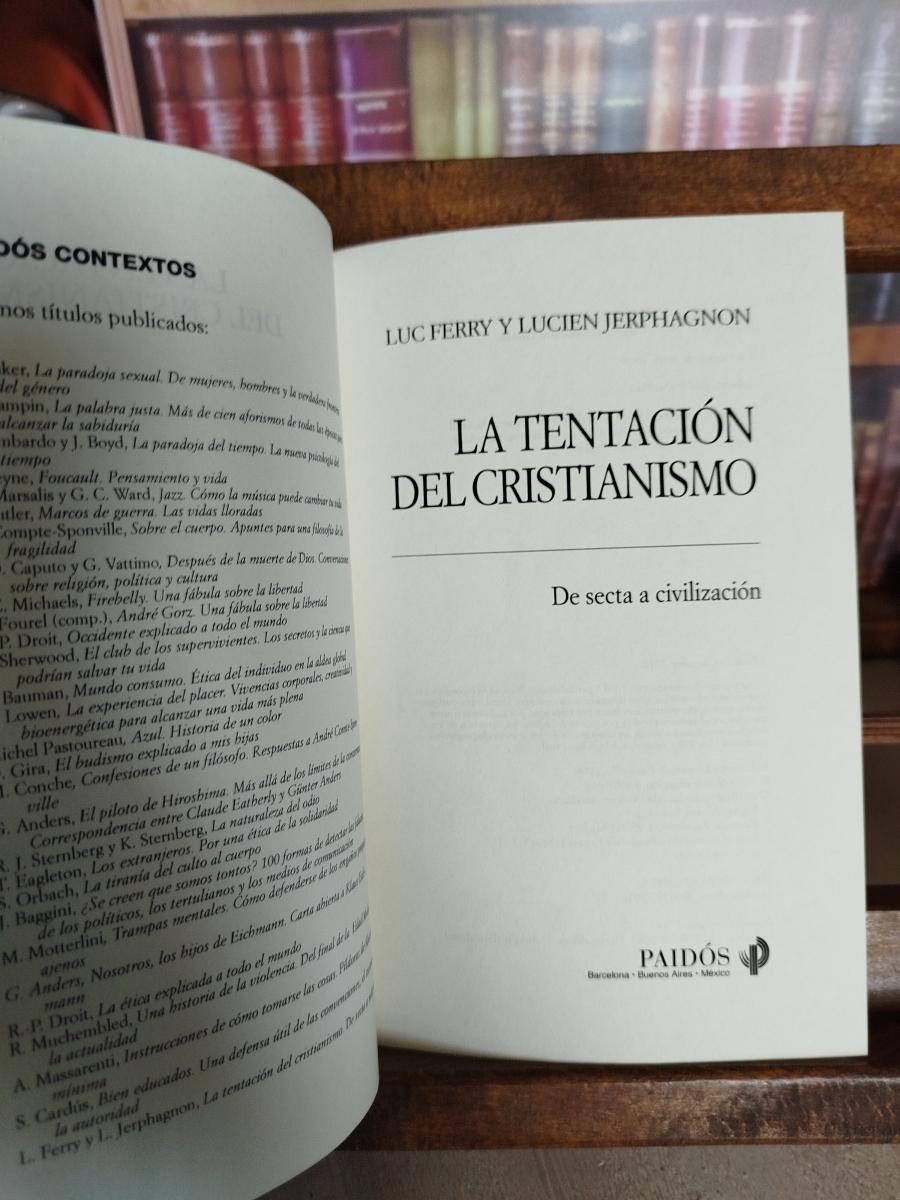 DÓS CONTEXTOS
mos títulos publicados:
ker, La paradoja sexual. De mujeres, hombres y la verdadera frontera
del género
ampin, La palabra justa. Más de cien aforismos de todas las épocas para
alcanzar la sabiduría
mbardo y J. Boyd, La paradoja del tiempo. La nueva psicología del
tiempo
eyne, Foucault. Pensamiento y vida
Marsalis y G. C. Ward, Jazz. Cómo la música puede cambiar tu vida
utler, Marcos de guerra. Las vidas lloradas
Compte-Sponville, Sobre el cuerpo. Apuntes para una filosofía de la
fragilidad
. Caputo y G. Vattimo, Después de la muerte de Dios. Conversaciones
sobre religión, política y cultura
. Michaels, Firebelly. Una fábula sobre la libertad
Fourel (comp.), André Gorz. Una fábula sobre la libertad
P. Droit, Occidente explicado a todo el mundo
Sherwood, El club de los supervivientes. Los secretos y la ciencia que
podrían salvar tu vida
Bauman, Mundo consumo. Ética del individuo en la aldea global
Lowen, La experiencia del placer. Vivencias corporales, creatividad y
bioenergética para alcanzar una vida más plena
ichel Pastoureau, Azul. Historia de un color
. Gira, El budismo explicado a mis hijas
M. Conche, Confesiones de un filósofo. Respuestas a André Comte-Spon
ville
G. Anders, El piloto de Hiroshima. Más allá de los límites de la
Correspondencia entre Claude Eatherly y Günter Anders
R. J. Sternberg y K. Sternberg, La naturaleza del odio
T. Eagleton, Los extranjeros. Por una ética de la solidaridad
S. Orbach, La tiranía del culto al cuerpo
J. Baggini, ¿Se creen que somos tontos? 100 formas de detectar las
de los políticos, los tertulianos y los medios de comunicación
M. Motterlini, Trampas mentales. Cómo defenderse de los engaños
ajenos
G. Anders, Nosotros, los hijos de Eichmann. Carta abierta a Klaus
mann
R.-P. Droit, La ética explicada a todo el mundo
R. Muchembled, Una historia de la violencia. Del final de la Edad
la actualidad
A. Massarenti, Instrucciones de cómo tomarse las cosas. Píldoras de
mínima
S. Cardús, Bien educados. Una defensa útil de las convenciones, el
la autoridad
L. Ferry y L. Jerphagnon, La tentación del cristianismo. De secta a
LUC FERRY Y LUCIEN JERPHAGNON
LA TENTACIÓN
DEL CRISTIANISMO
De secta a civilización
PAIDÓS
Barcelona • Buenos Aires • México